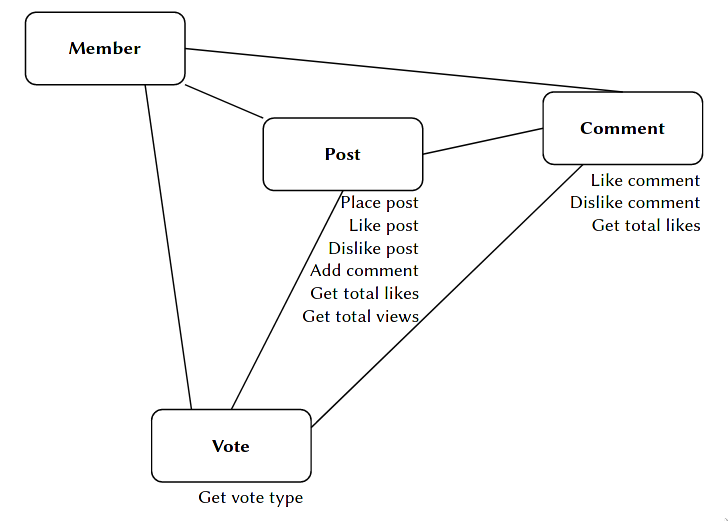 Member
Comment
Post
Like comment
Dislike comment
Get total likes
Place post
Like post
Dislike post
Add comment
Get total likes
Get total views
Vote
Get vote type